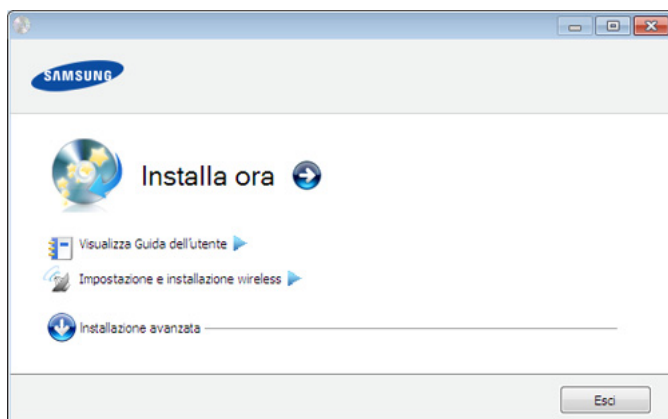 SAMSUNG
Installa ora
Visualizza Guida dell'utente
Impostazione e installazione wireless
Installazione avanzata
Esci